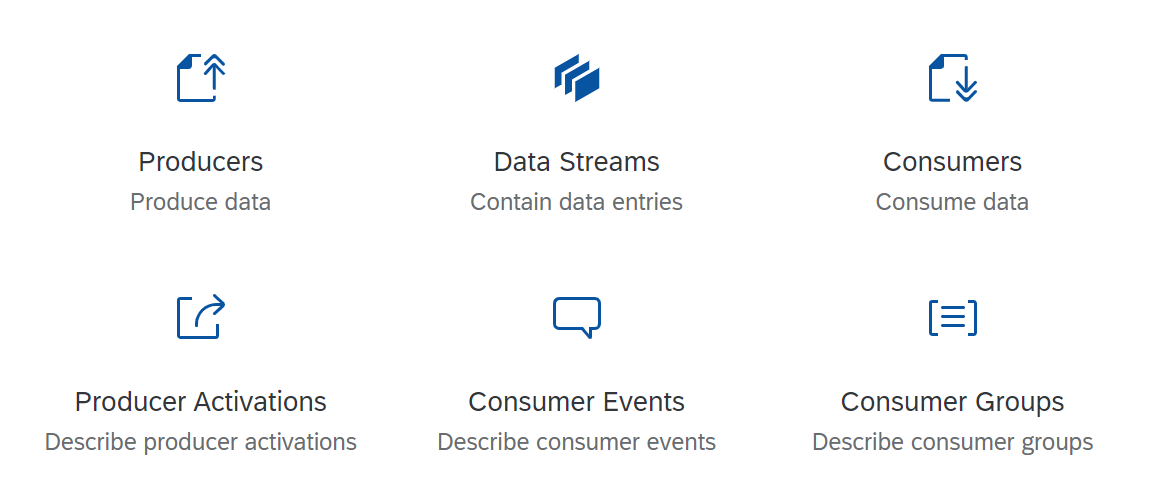 Producers
Produce data
Data Streams
Contain data entries
Consumers
Consume data
Producer Activations
Describe producer activations
Consumer Events
Describe consumer events
Consumer Groups
Describe consumer groups